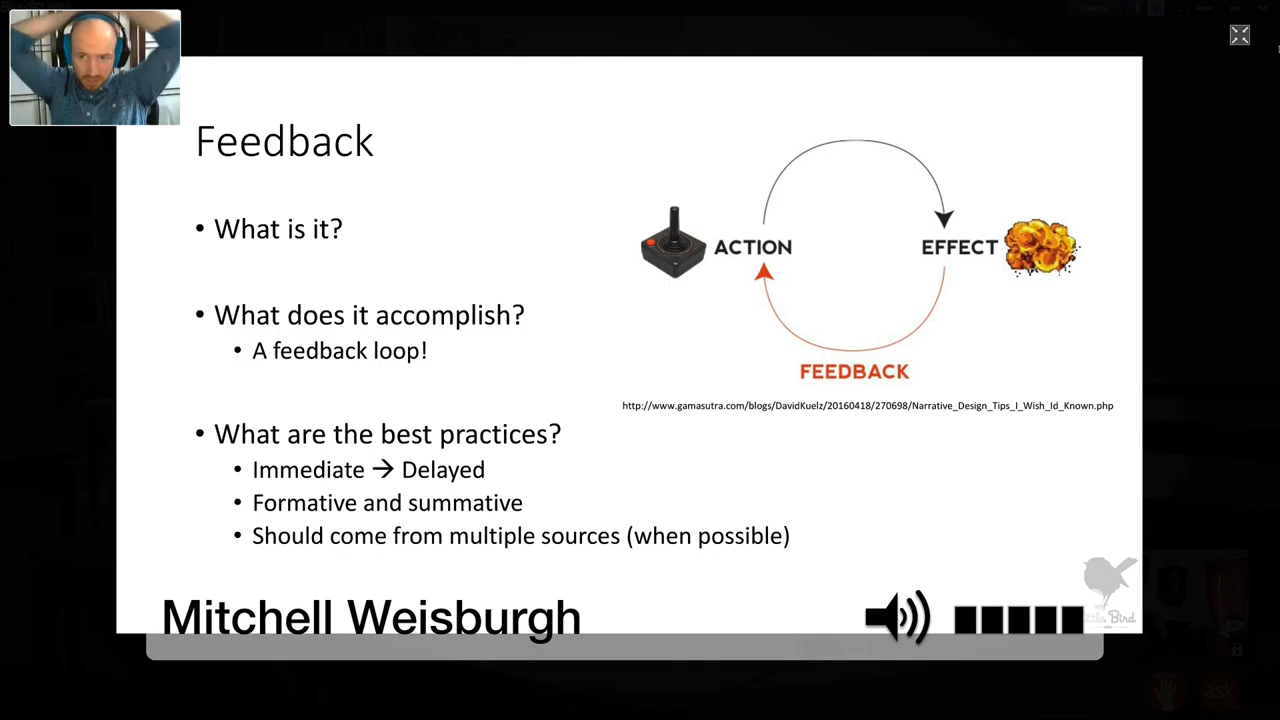 Feedback
• What is it?
• What does it accomplish?
• A feedback loop!
• What are the best practices?
• Immediate → Delayed
• Formative and summative
• Should come from multiple sources (when possible)
ACTION
EFFECT
FEEDBACK
http://www.gamasutra.com/blogs/DavidKuelz/20160418/270698/Narrative_Design_Tips_I_Wish_Id_Known.php
Mitchell Weisburgh
Bird
ask